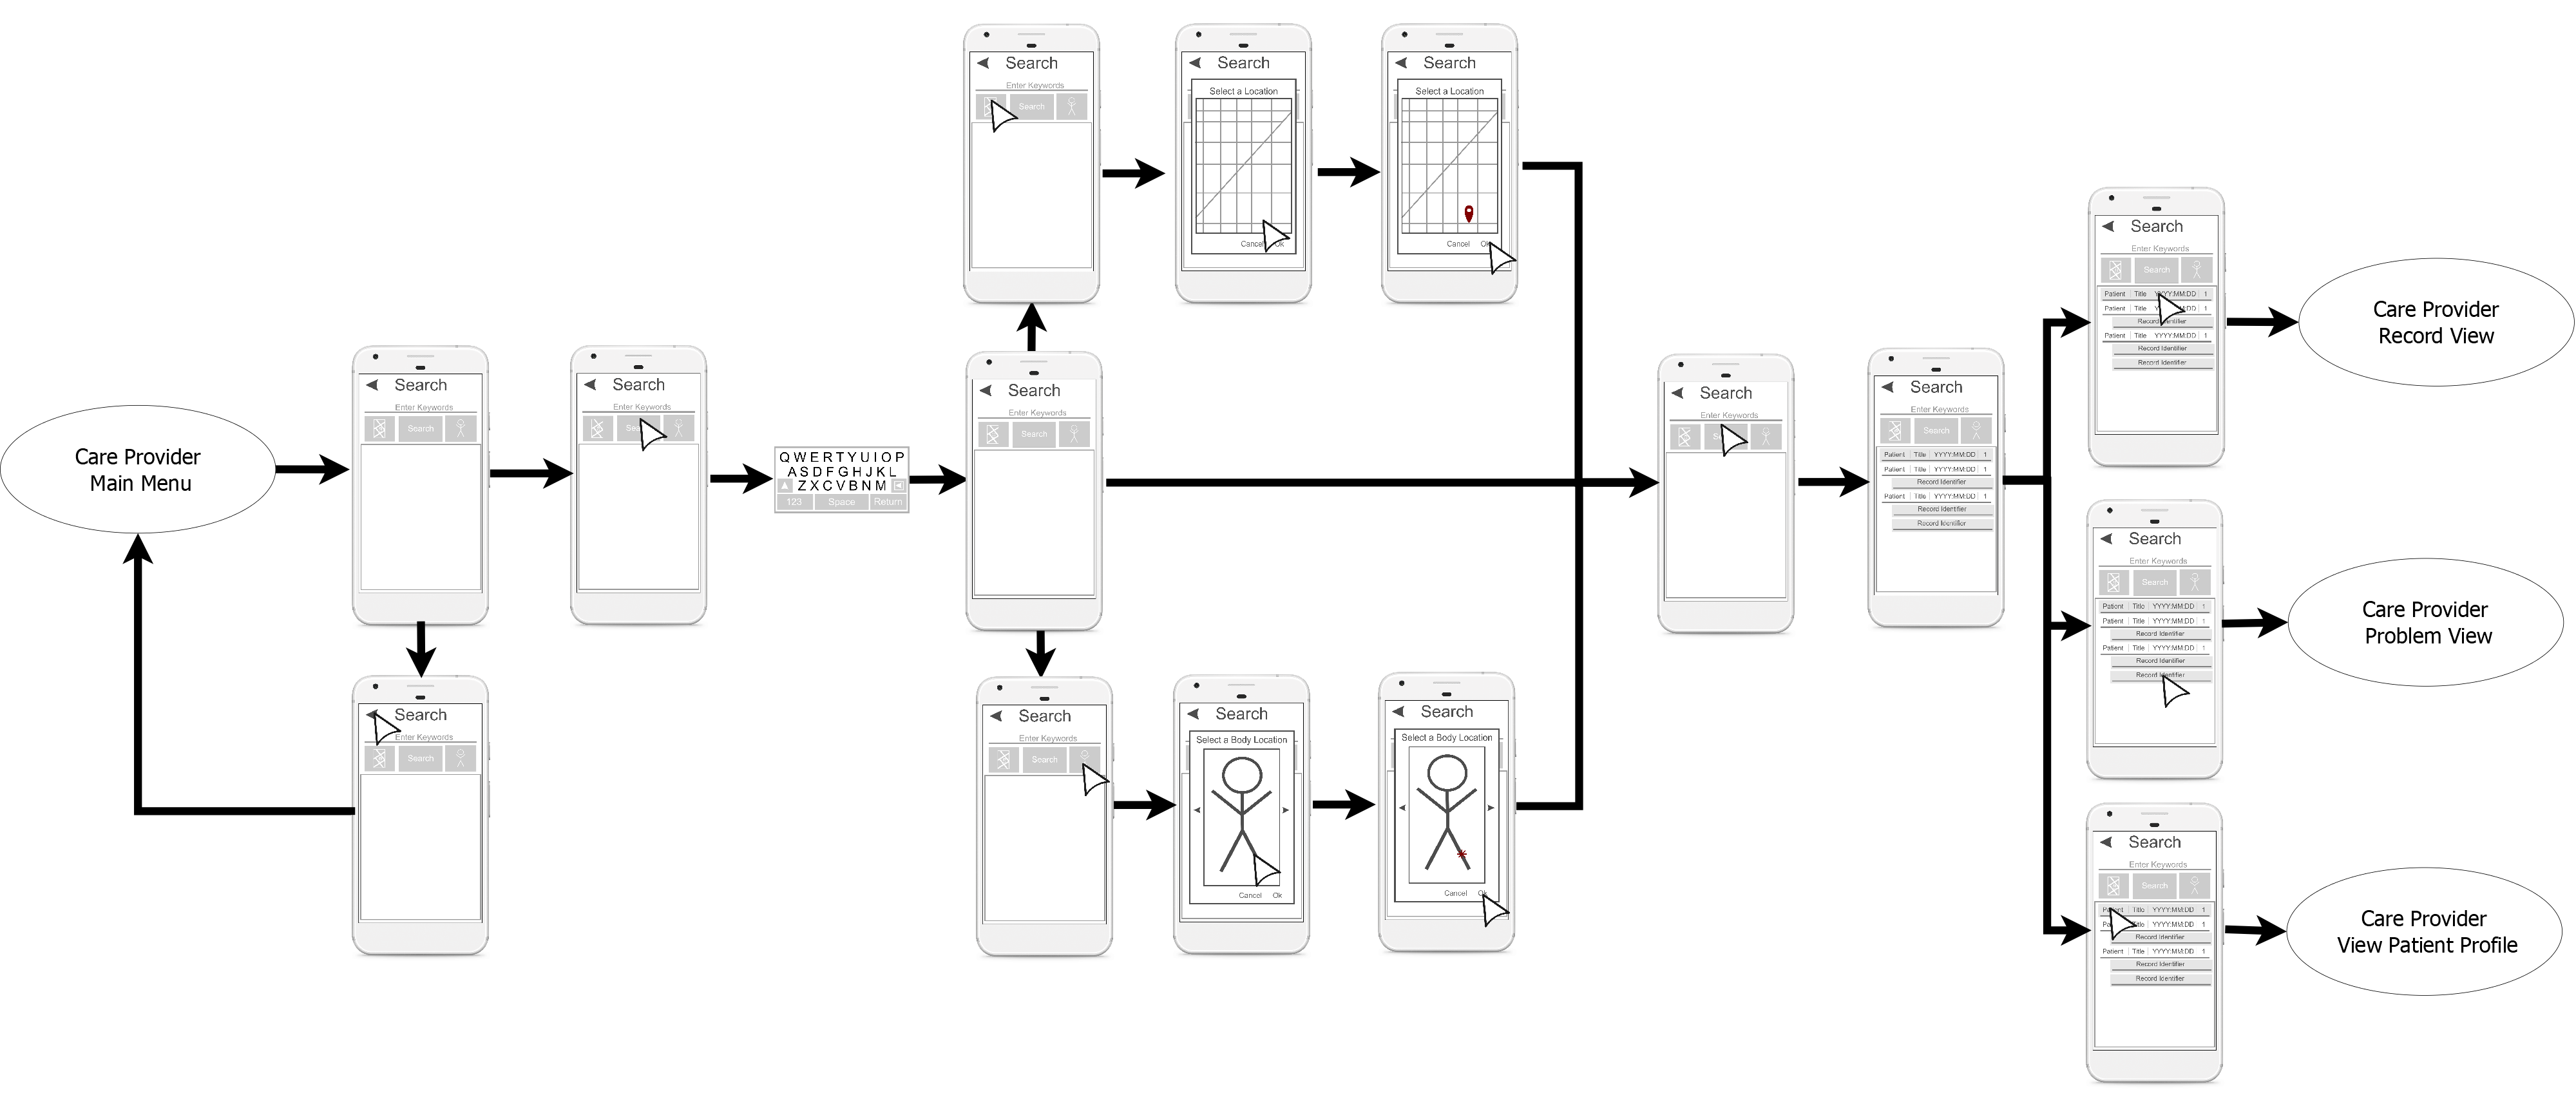 Care Provider
Main Menu
Search
Enter Keywords
Search
Search
Enter Keywords
Enter Keywords
Search
Search
Enter Keywords
QWERTYUIOP
ASDFGHJKL
ZXCVBNM
123 Space Return
Search
Enter Keywords
Search
Search
Enter Keywords
Search
Search
Select a Location
Cancel Ok
Search
Select a Location
Cancel Ok
Search
Enter Keywords
Search
Search
Select a Body Location
Cancel Ok
Search
Select a Body Location
Cancel Ok
Search
Enter Keywords
Search
Enter Keywords
Search
Patient Title YYYY:MM:DD 1
Patient Title YYYY:MM:DD 1
Record Identifier
Patient Title YYYY:MM:DD 1
Record Identifier
Record Identifier
Search
Enter Keywords
Search
Patient Title YYYY:MM:DD 1
Patient Title YYYY:MM:DD 1
Record Identifier
Patient Title YYYY:MM:DD 1
Record Identifier
Record Identifier
Care Provider
Record View
Search
Enter Keywords
Search
Patient Title YYYY:MM:DD 1
Patient Title YYYY:MM:DD 1
Record Identifier
Patient Title YYYY:MM:DD 1
Record Identifier
Record Identifier
Care Provider
Problem View
Search
Enter Keywords
Search
Patient Title YYYY:MM:DD 1
Title YYYY:MM:DD 1
Record Identifier
Patient Title YYYY:MM:DD 1
Record Identifier
Record Identifier
Care Provider
View Patient Profile